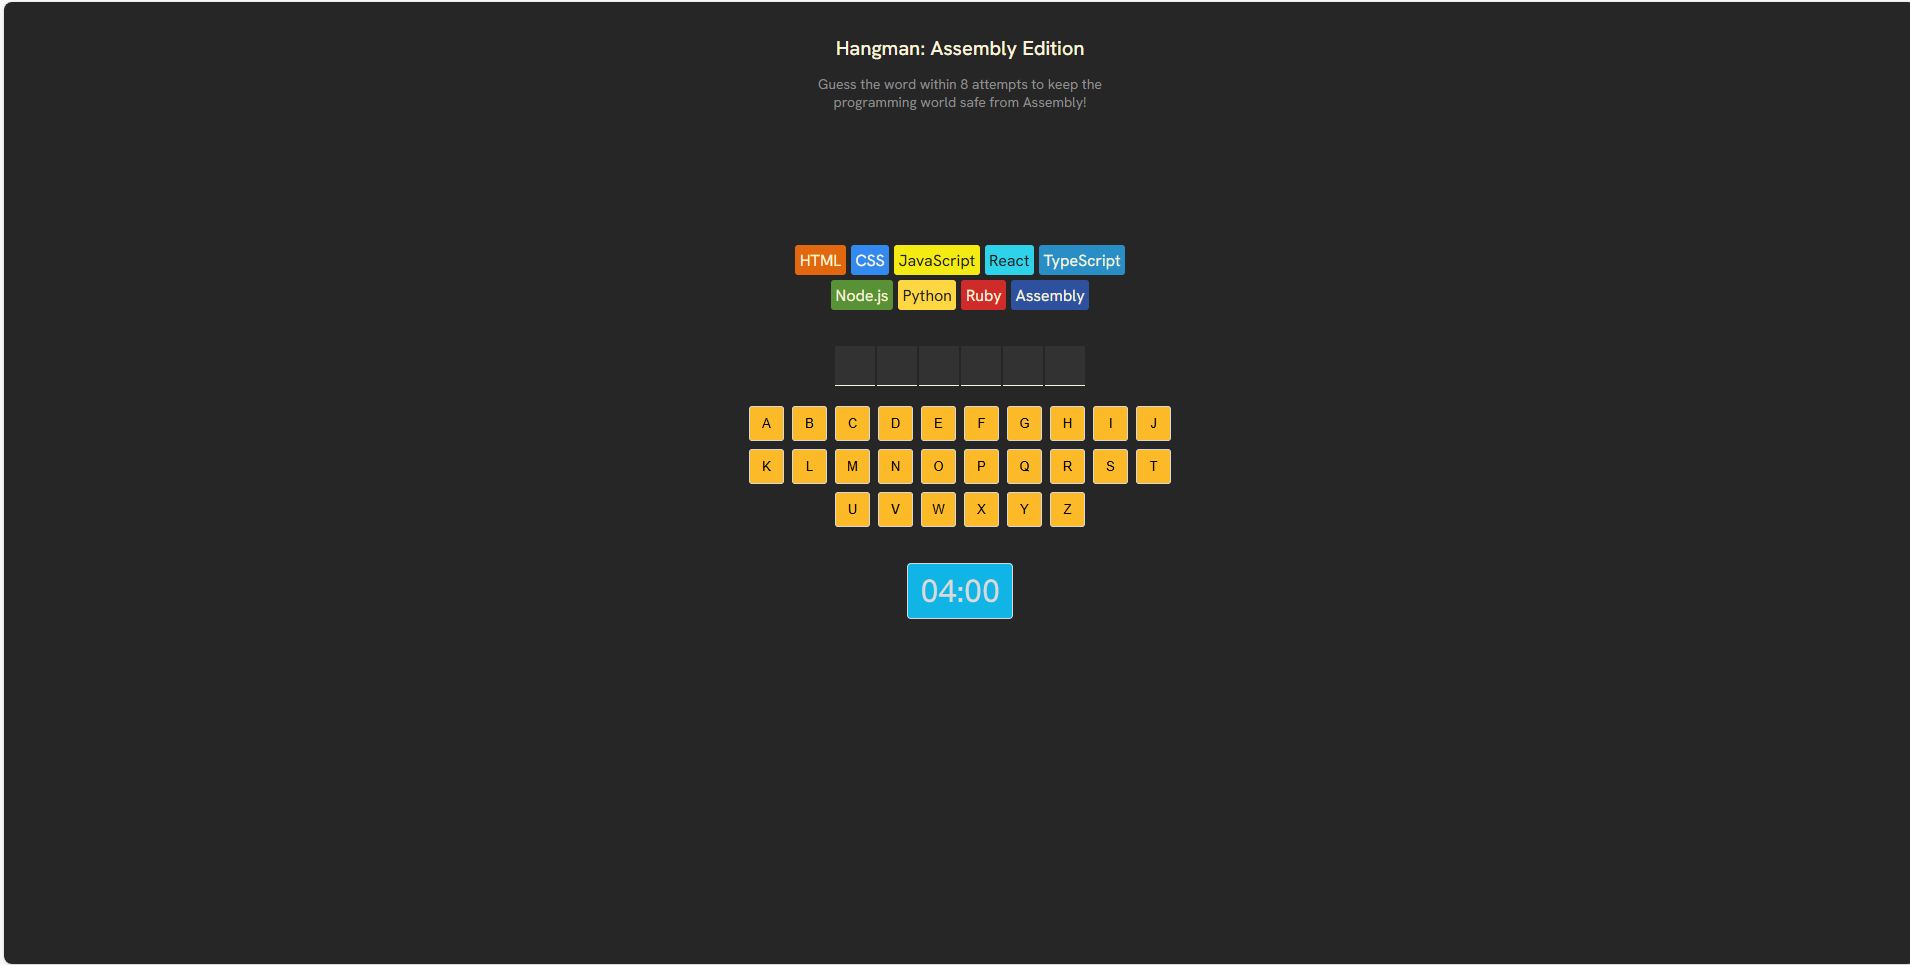 Hangman: Assembly Edition
Guess the word within 8 attempts to keep the
programming world safe from Assembly!
HTML CSS JavaScript React TypeScript
Node.js Python Ruby Assembly
A B C D E F G H I J
K L M N O P Q R S T
U V W X Y Z
04:00